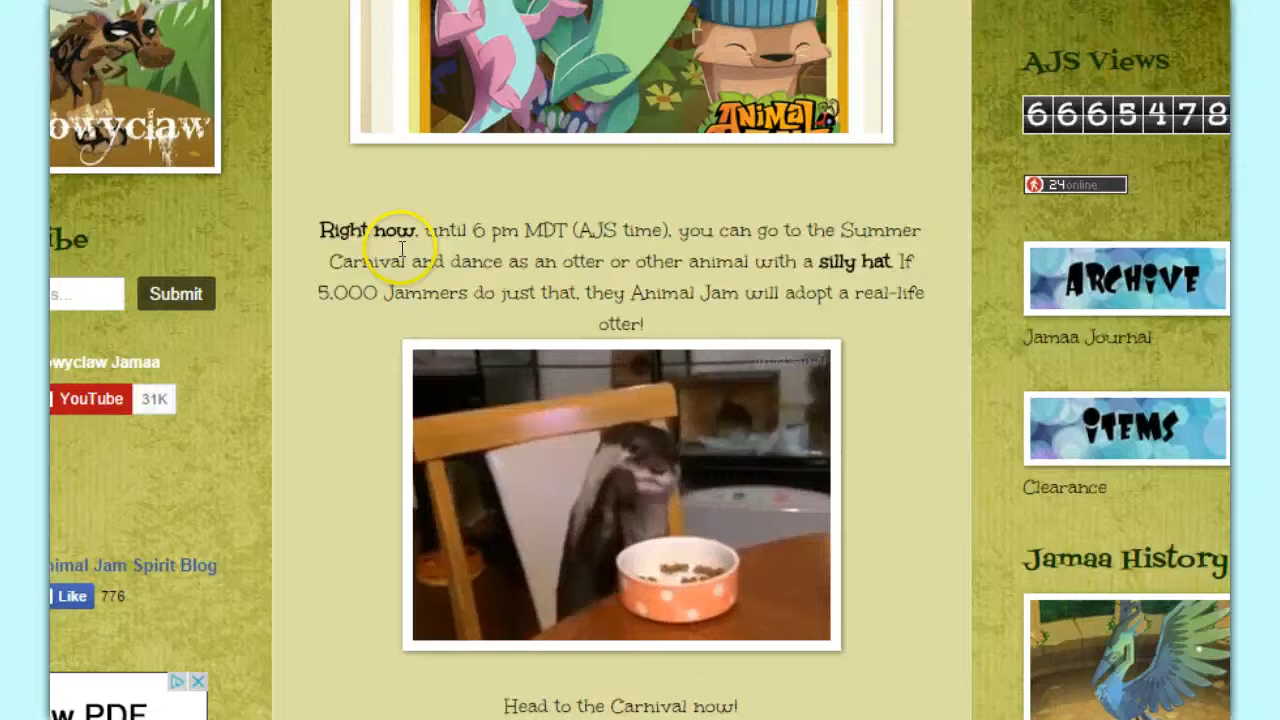 owyclaw
ibe
s...
Submit
owyclaw Jamaa
YouTube 31K
nimal Jam Spirit Blog
Like 776
w PDF
ANIMAL
Right now, until 6 pm MDT (AJS time), you can go to the Summer
Carnival and dance as an otter or other animal with a silly hat. If
5,000 Jammers do just that, they Animal Jam will adopt a real-life
otter!
Head to the Carnival now!
AJS Views
6665478
24 online
ARCHIVE
Jamaa Journal
iTEMS
Clearance
Jamaa History